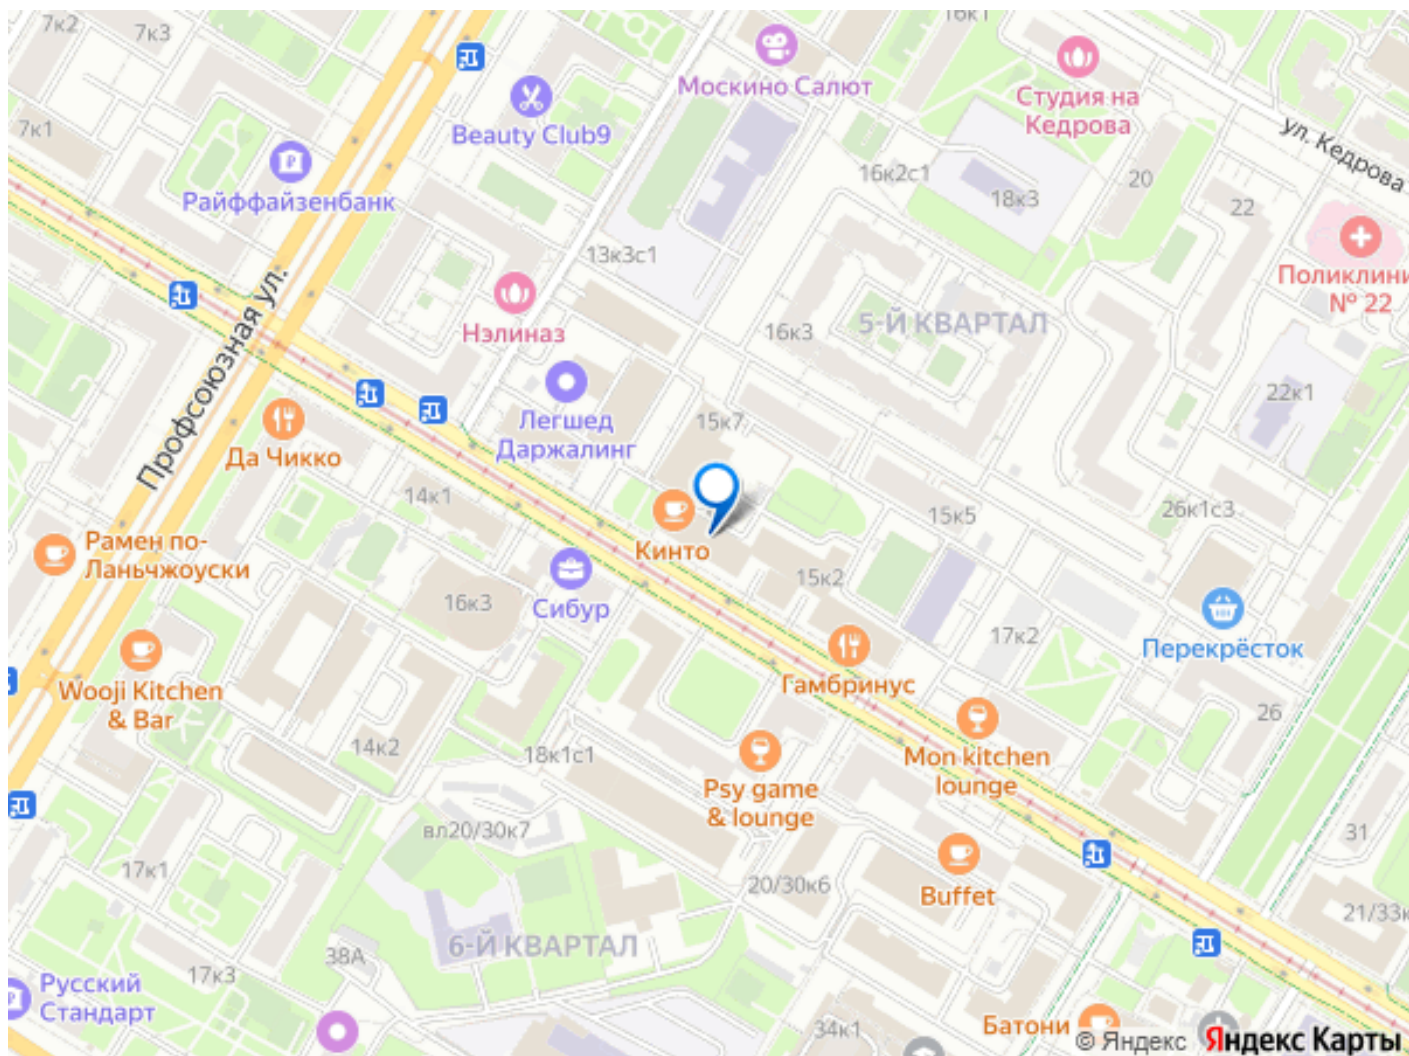 7к2
7к3
16к1
Москино Салют
Студия на
Кедрова
ул. Кедрова
7к1
Beauty Club9
Райффайзенбанк
16к2с1
18к3
20
22
Поликлини
№ 22
13к3с1
Профсоюзная ул.
Нэлиназ
16к3
5-Й КВАРТАЛ
22к1
Легшед
Даржалинг
15к7
Да Чикко
14к1
15к5
26к1с3
Кинто
Рамен по-
Ланьчжоуски
16к3
Сибур
15к2
17к2
Перекрёсток
Wooji Kitchen
& Bar
Гамбринус
26
14к2
18к1с1
Mon kitchen
lounge
Psy game
& lounge
вл20/30к7
31
17к1
20/30к6
Buffet
21/33к
6-Й КВАРТАЛ
38А
17к3
Русский
Стандарт
34к1
Батони
© Яндекс Яндекс Карты